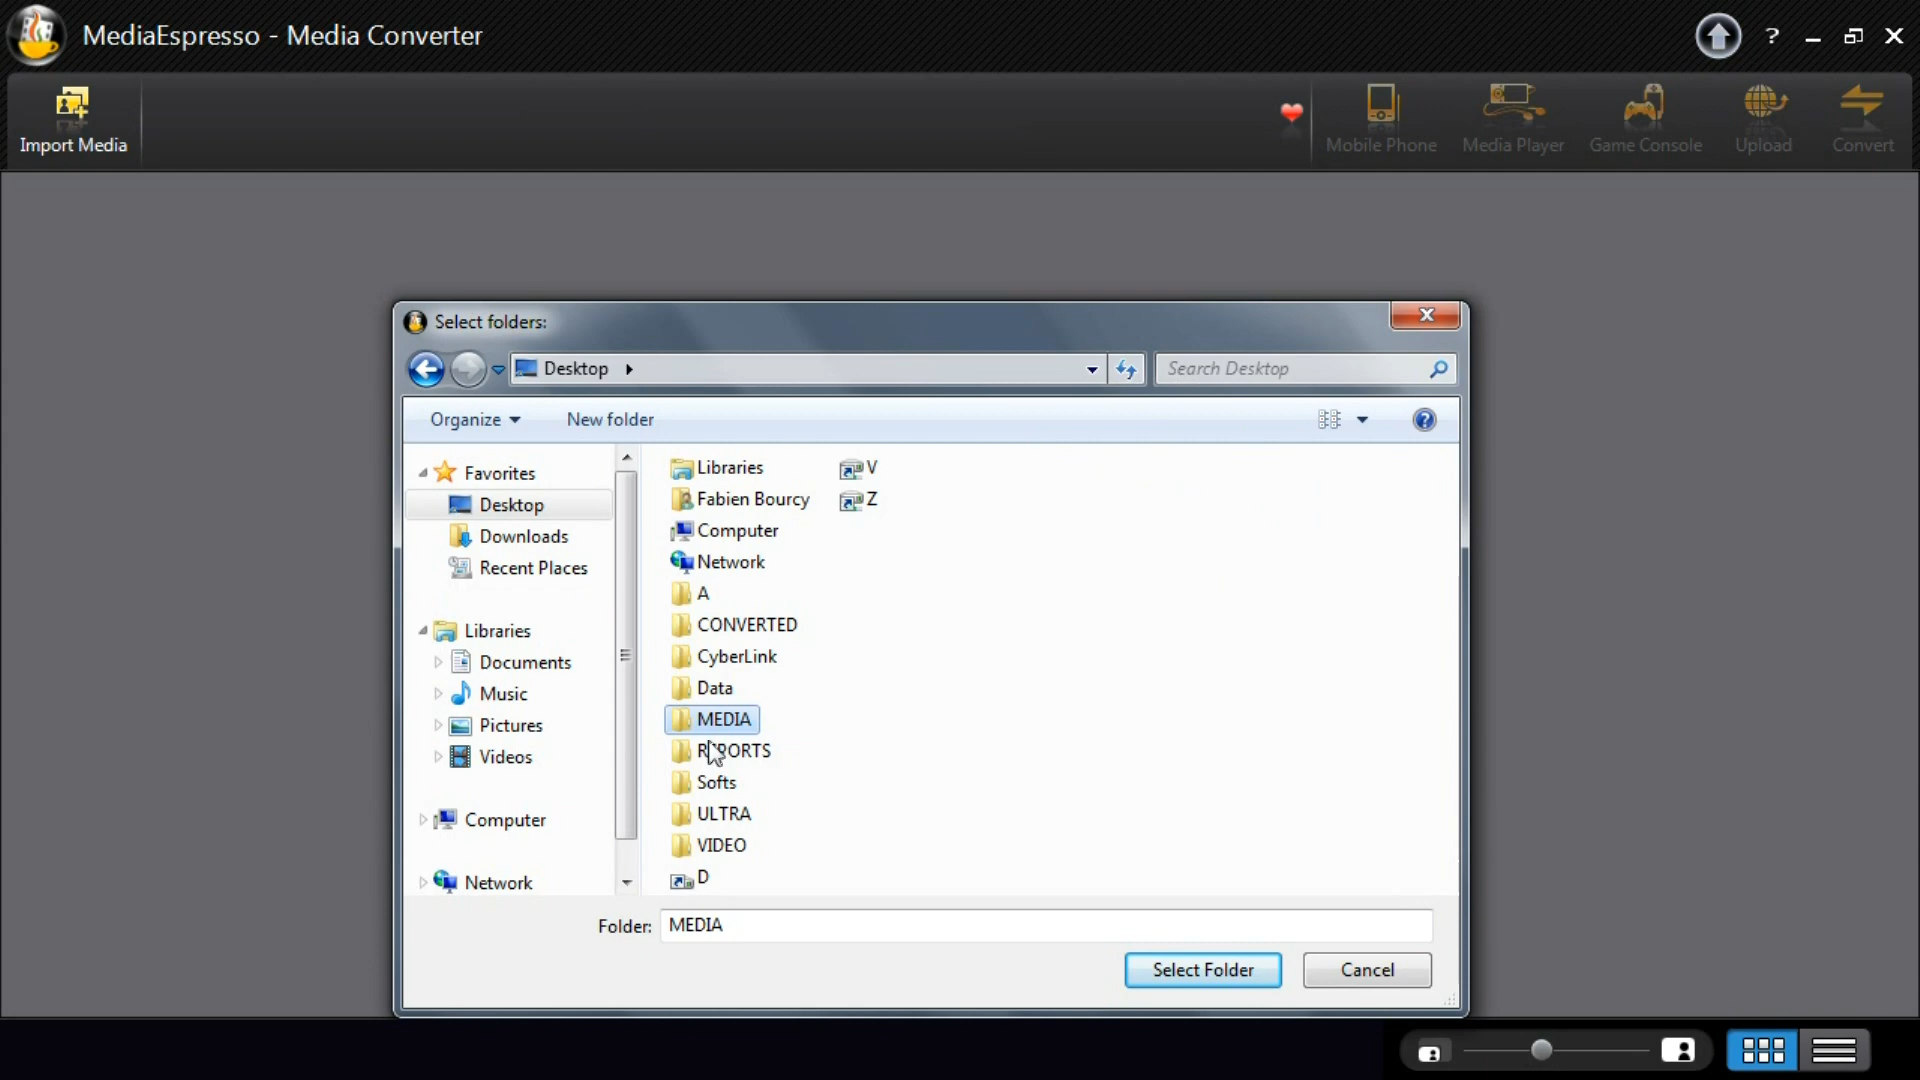 MediaEspresso - Media Converter
?
Import Media
Mobile Phone
Media Player
Game Console
Upload
Convert
Select folders:
Desktop
Search Desktop
Organize
New folder
Favorites
Desktop
Downloads
Recent Places
Libraries
Documents
Music
Pictures
Videos
Computer
Network
Libraries
Fabien Bourcy
Computer
Network
A
CONVERTED
CyberLink
Data
MEDIA
REPORTS
Softs
ULTRA
VIDEO
D
V
Z
Folder: MEDIA
Select Folder
Cancel